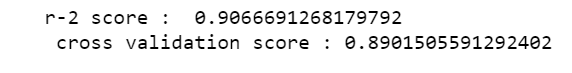 r-2 score :  0.9066691268179792
cross validation score : 0.8901505591292402